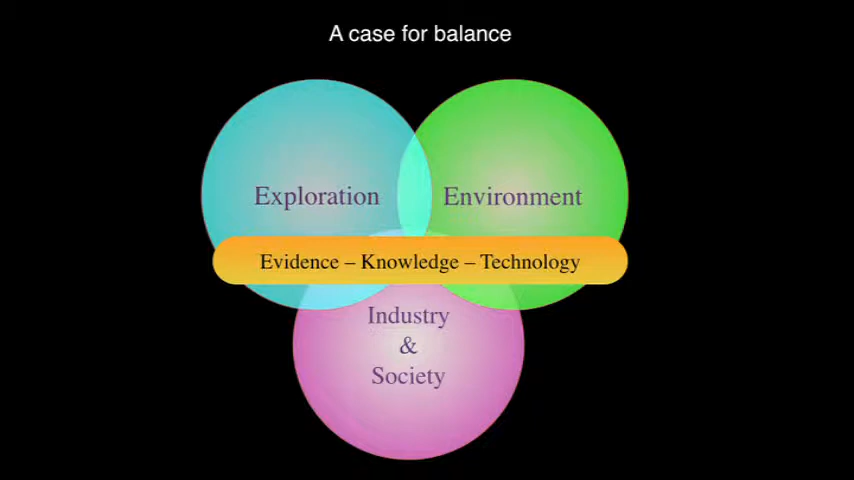 A case for balance
Exploration
Environment
Evidence – Knowledge – Technology
Industry
&
Society